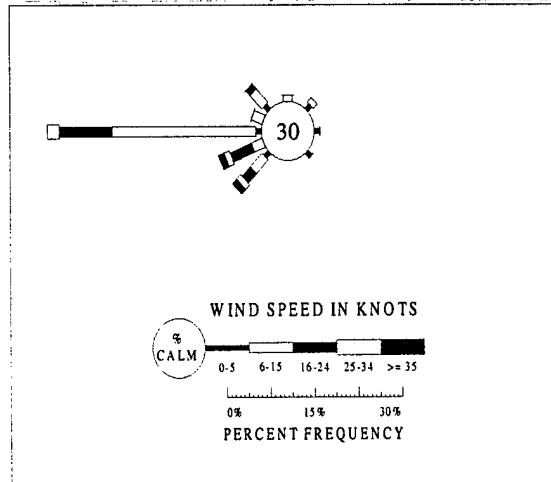 30
WIND SPEED IN KNOTS
%
CALM
0-5 6-15 16-24 25-34 >= 35
0% 15% 30%
PERCENT FREQUENCY